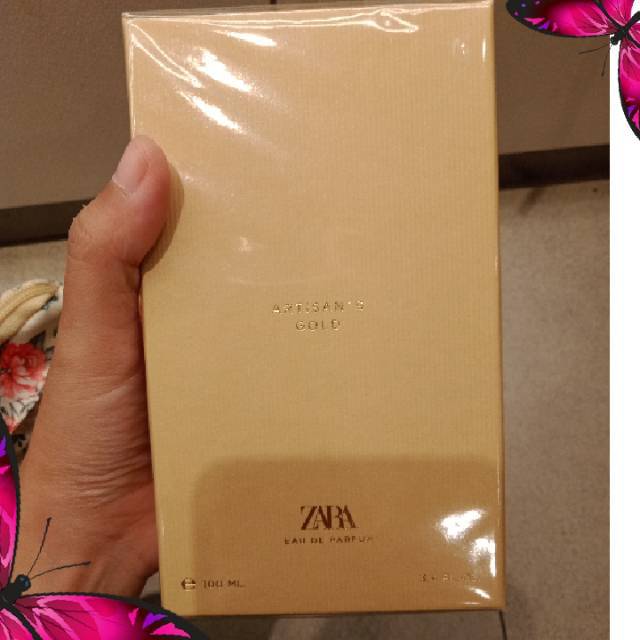 ARTISAN'S
GOLD
ZARA
EAU DE PARFUM
e 100 ML.